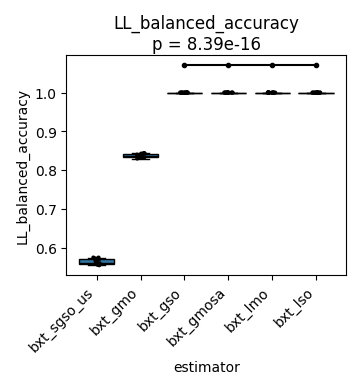 LL_balanced_accuracy
p = 8.39e-16
LL_balanced_accuracy
1.0
0.9
0.8
0.7
0.6
bxt_sgso_us
bxt_gmo
bxt_gso
bxt_gmosa
bxt_lmo
bxt_lso
estimator